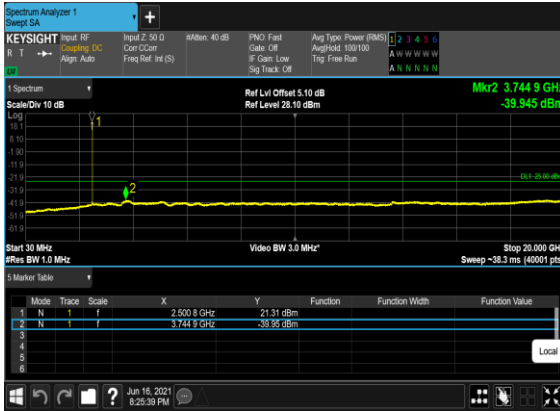 Spectrum Analyzer 1
Swept SA
+
KEYSIGHT Input: RF Input Z: 50 Ω #Atten: 40 dB PNO: Fast Avg Type: Power (RMS) 1 2 3 4 5 6
R T Coupling: DC Corr CCorr Gate: Off Avg|Hold: 100/100 A W W W W W
Align: Auto Freq Ref: Int (S) IF Gain: Low Trig: Free Run
LXI Sig Track: Off A N N N N N
1 Spectrum Ref Lvl Offset 5.10 dB Mkr2 3.744 9 GHz
Scale/Div 10 dB Ref Level 28.10 dBm -39.945 dBm
Log
18.1
8.10
-1.90
-11.9
-21.9
-31.9
-41.9
-51.9
-61.9
1
2
DL1 -25.00 dBm
Start 30 MHz Video BW 3.0 MHz* Stop 20.000 GHz
#Res BW 1.0 MHz Sweep ~38.3 ms (40001 pts)
5 Marker Table
Mode Trace Scale X Y Function Function Width Function Value
1 N 1 f 2.500 8 GHz 21.31 dBm
2 N 1 f 3.744 9 GHz -39.95 dBm
3
4
5
6
Local
?
Jun 16, 2021
8:25:39 PM